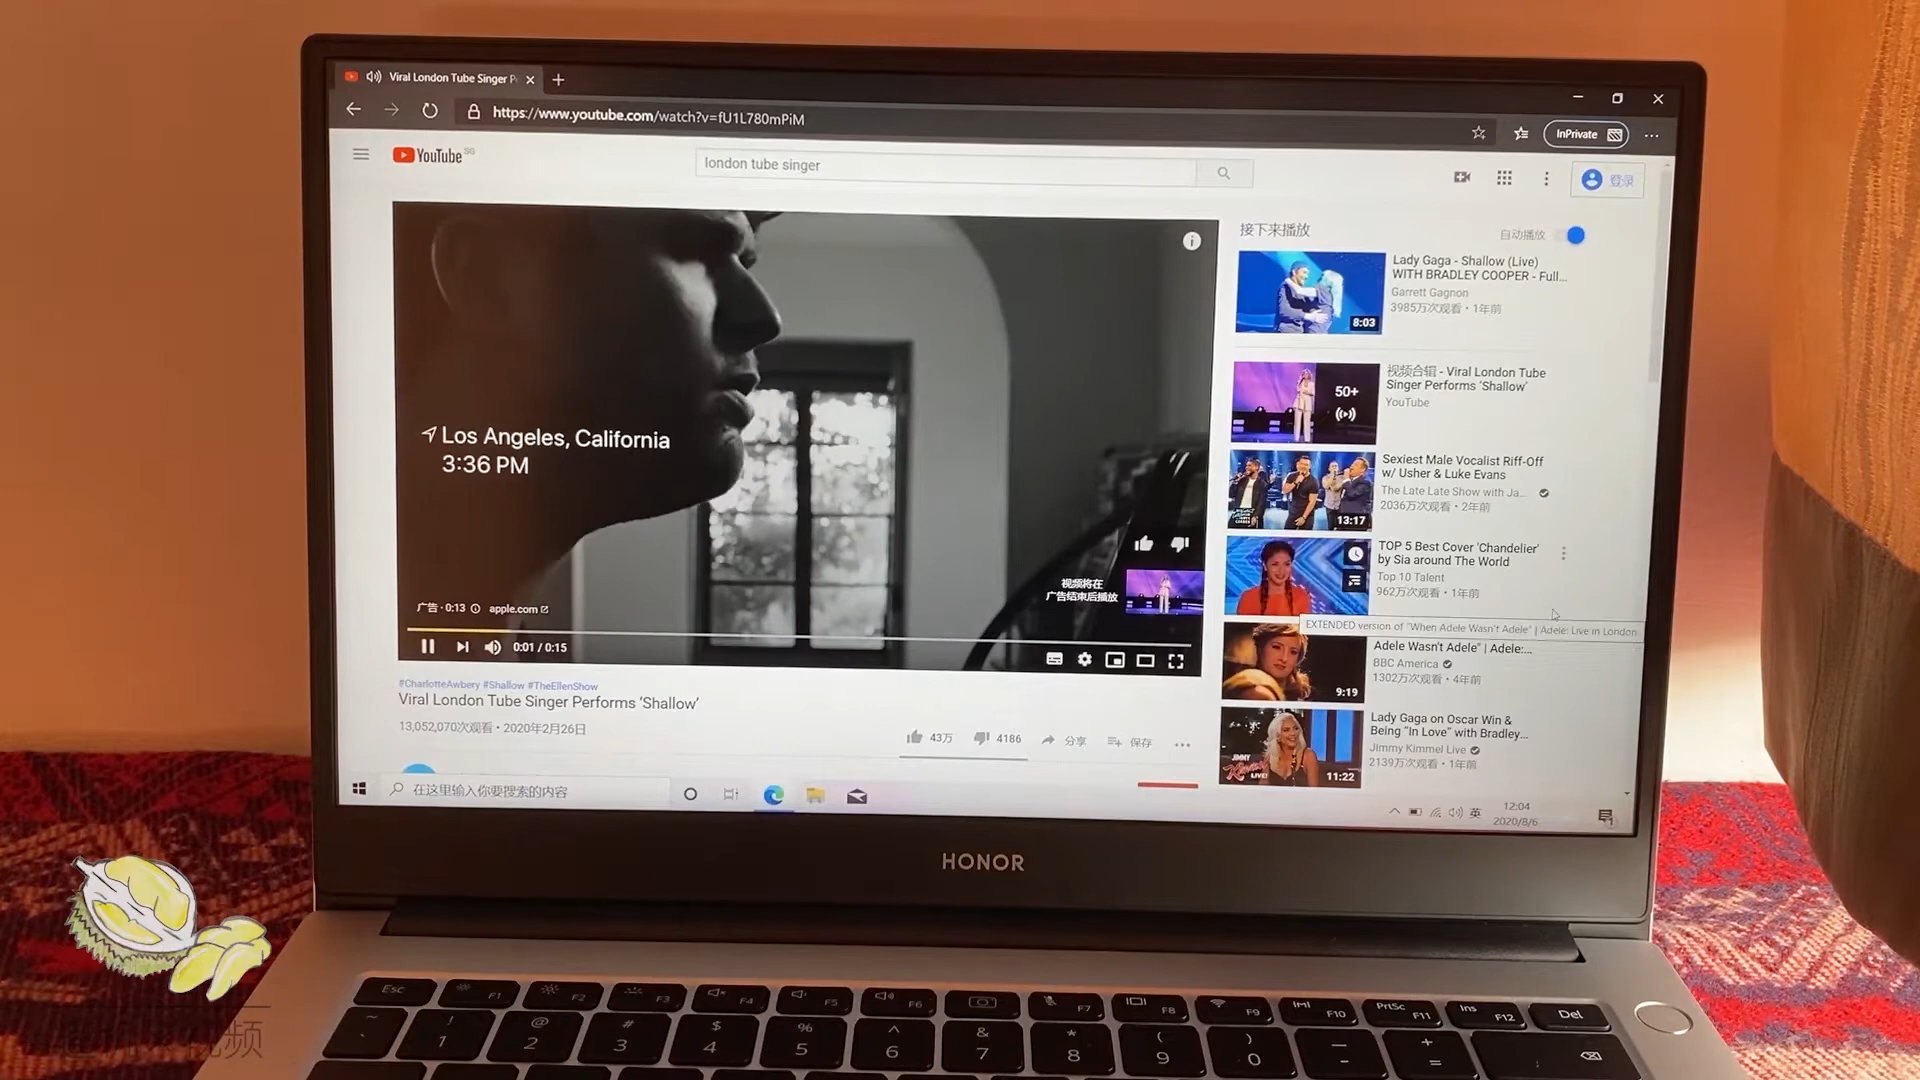 Viral London Tube Singer P
https://www.youtube.com/watch?v=fU1L780mPiM
InPrivate
YouTube SG
london tube singer
登录
Los Angeles, California
3:36 PM
视频将在
广告结束后播放
广告 · 0:13
apple.com
0:01 / 0:15
#CharlotteAwbery #Shallow #TheEllenShow
Viral London Tube Singer Performs ‘Shallow’
13,052,070次观看 • 2020年2月26日
43万
4186
分享
保存
接下来播放
自动播放
8:03
Lady Gaga - Shallow (Live)
WITH BRADLEY COOPER - Full...
Garrett Gagnon
3985万次观看 • 1年前
50+
视频合辑 - Viral London Tube
Singer Performs ‘Shallow’
YouTube
13:17
Sexiest Male Vocalist Riff-Off
w/ Usher & Luke Evans
The Late Late Show with Ja...
2036万次观看 • 2年前
TOP 5 Best Cover 'Chandelier'
by Sia around The World
Top 10 Talent
962万次观看 • 1年前
EXTENDED version of "When Adele Wasn't Adele" | Adele: Live in London
9:19
Adele Wasn't Adele" | Adele:...
BBC America
1302万次观看 • 4年前
JIMMY
KIMMEL
LIVE!
11:22
Lady Gaga on Oscar Win &
Being "In Love" with Bradley...
Jimmy Kimmel Live
2139万次观看 • 1年前
在这里输入你要搜索的内容
英
12:04
2020/8/6
HONOR
Esc F1 F2 F3 F4 F5 F6 F7 F8 F9 F10 PrtSc F11 Ins F12 Del
~ ! @ # $ % ^ & * ( ) — +
1 2 3 4 5 6 7 8 9 0 - =
视频